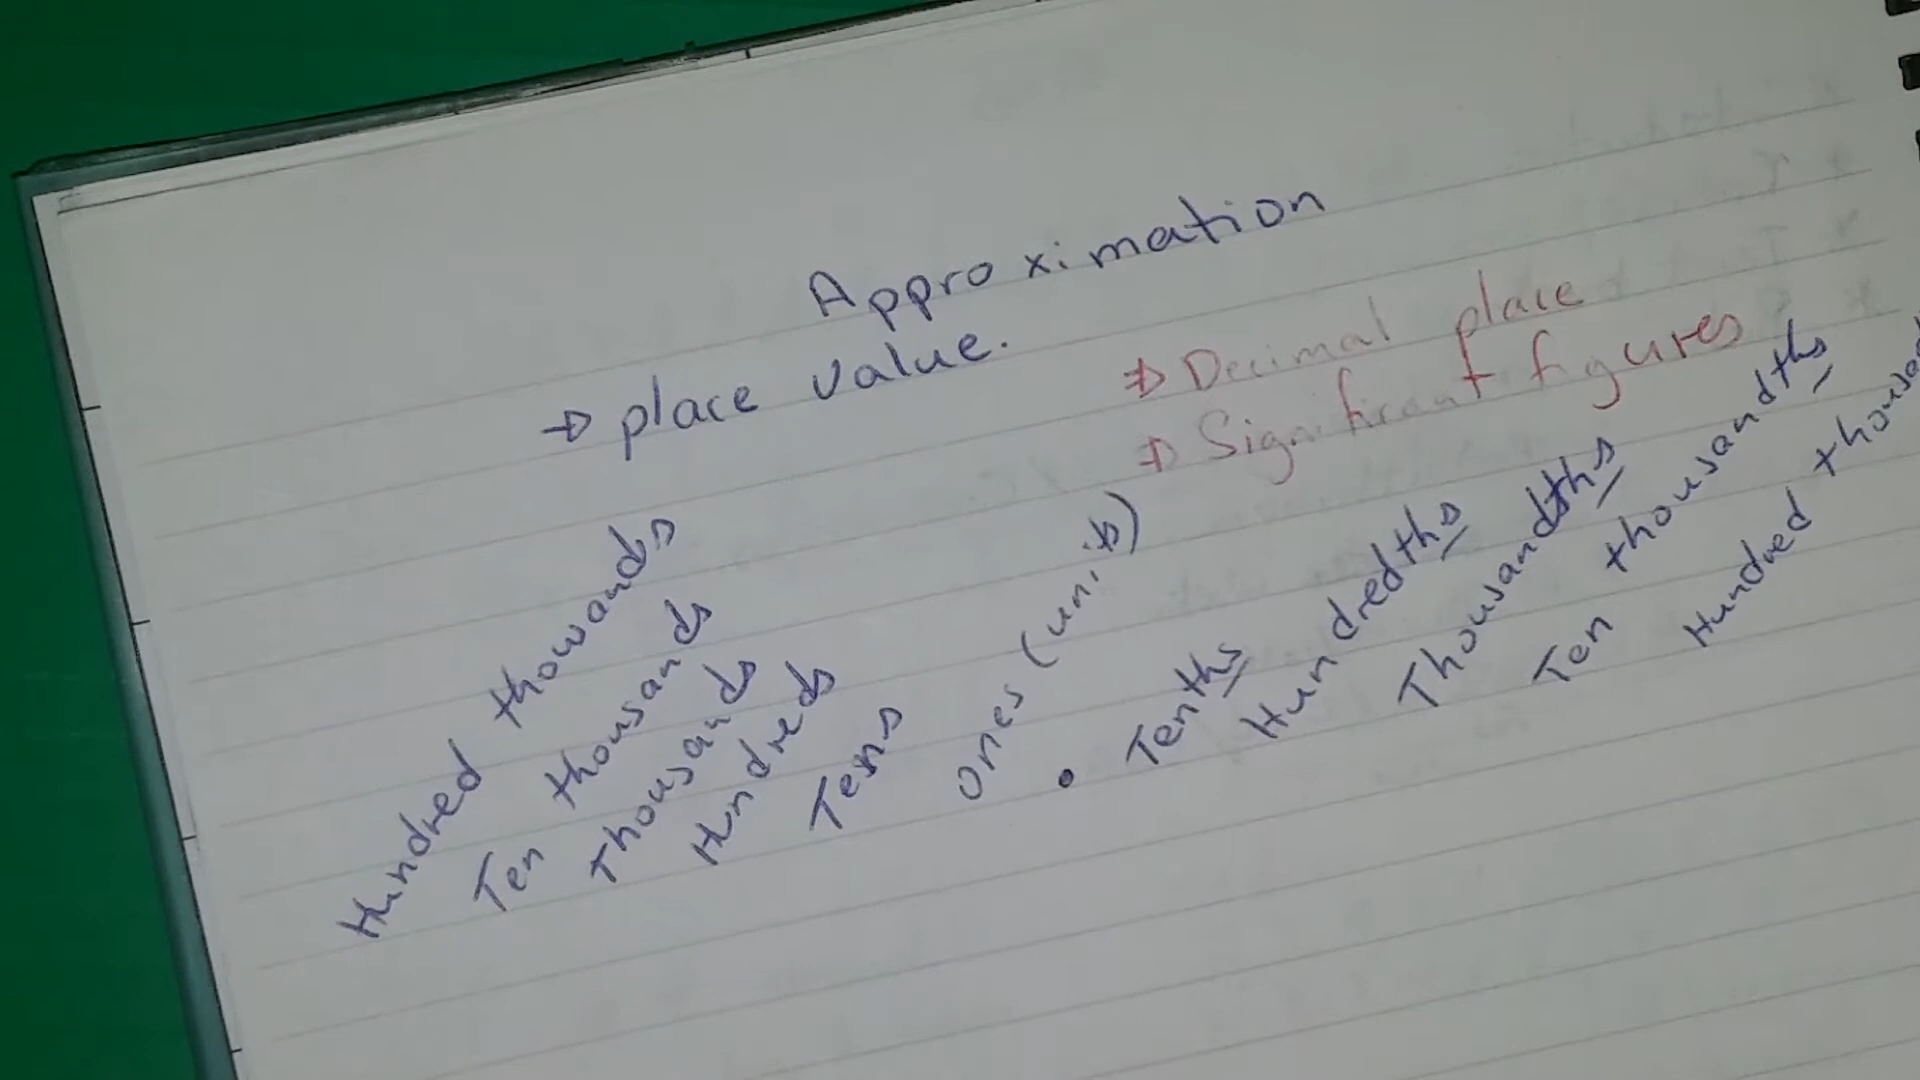 Approximation
→ place value.
⇒ Decimal place
⇒ Significant figures
Hundred thousands
Ten thousands
Thousands
Hundreds
Tens
ones (units)
•
Tenths
Hundredths
Thousandths
Ten thousandths
Hundred